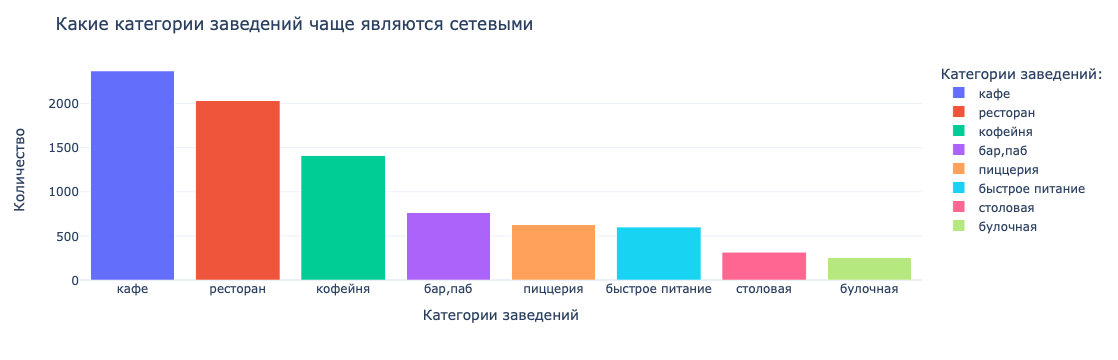 Какие категории заведений чаще являются сетевыми
Количество
2000
1500
1000
500
0
кафе
ресторан
кофейня
бар,паб
пиццерия
быстрое питание
столовая
булочная
Категории заведений
Категории заведений:
кафе
ресторан
кофейня
бар,паб
пиццерия
быстрое питание
столовая
булочная